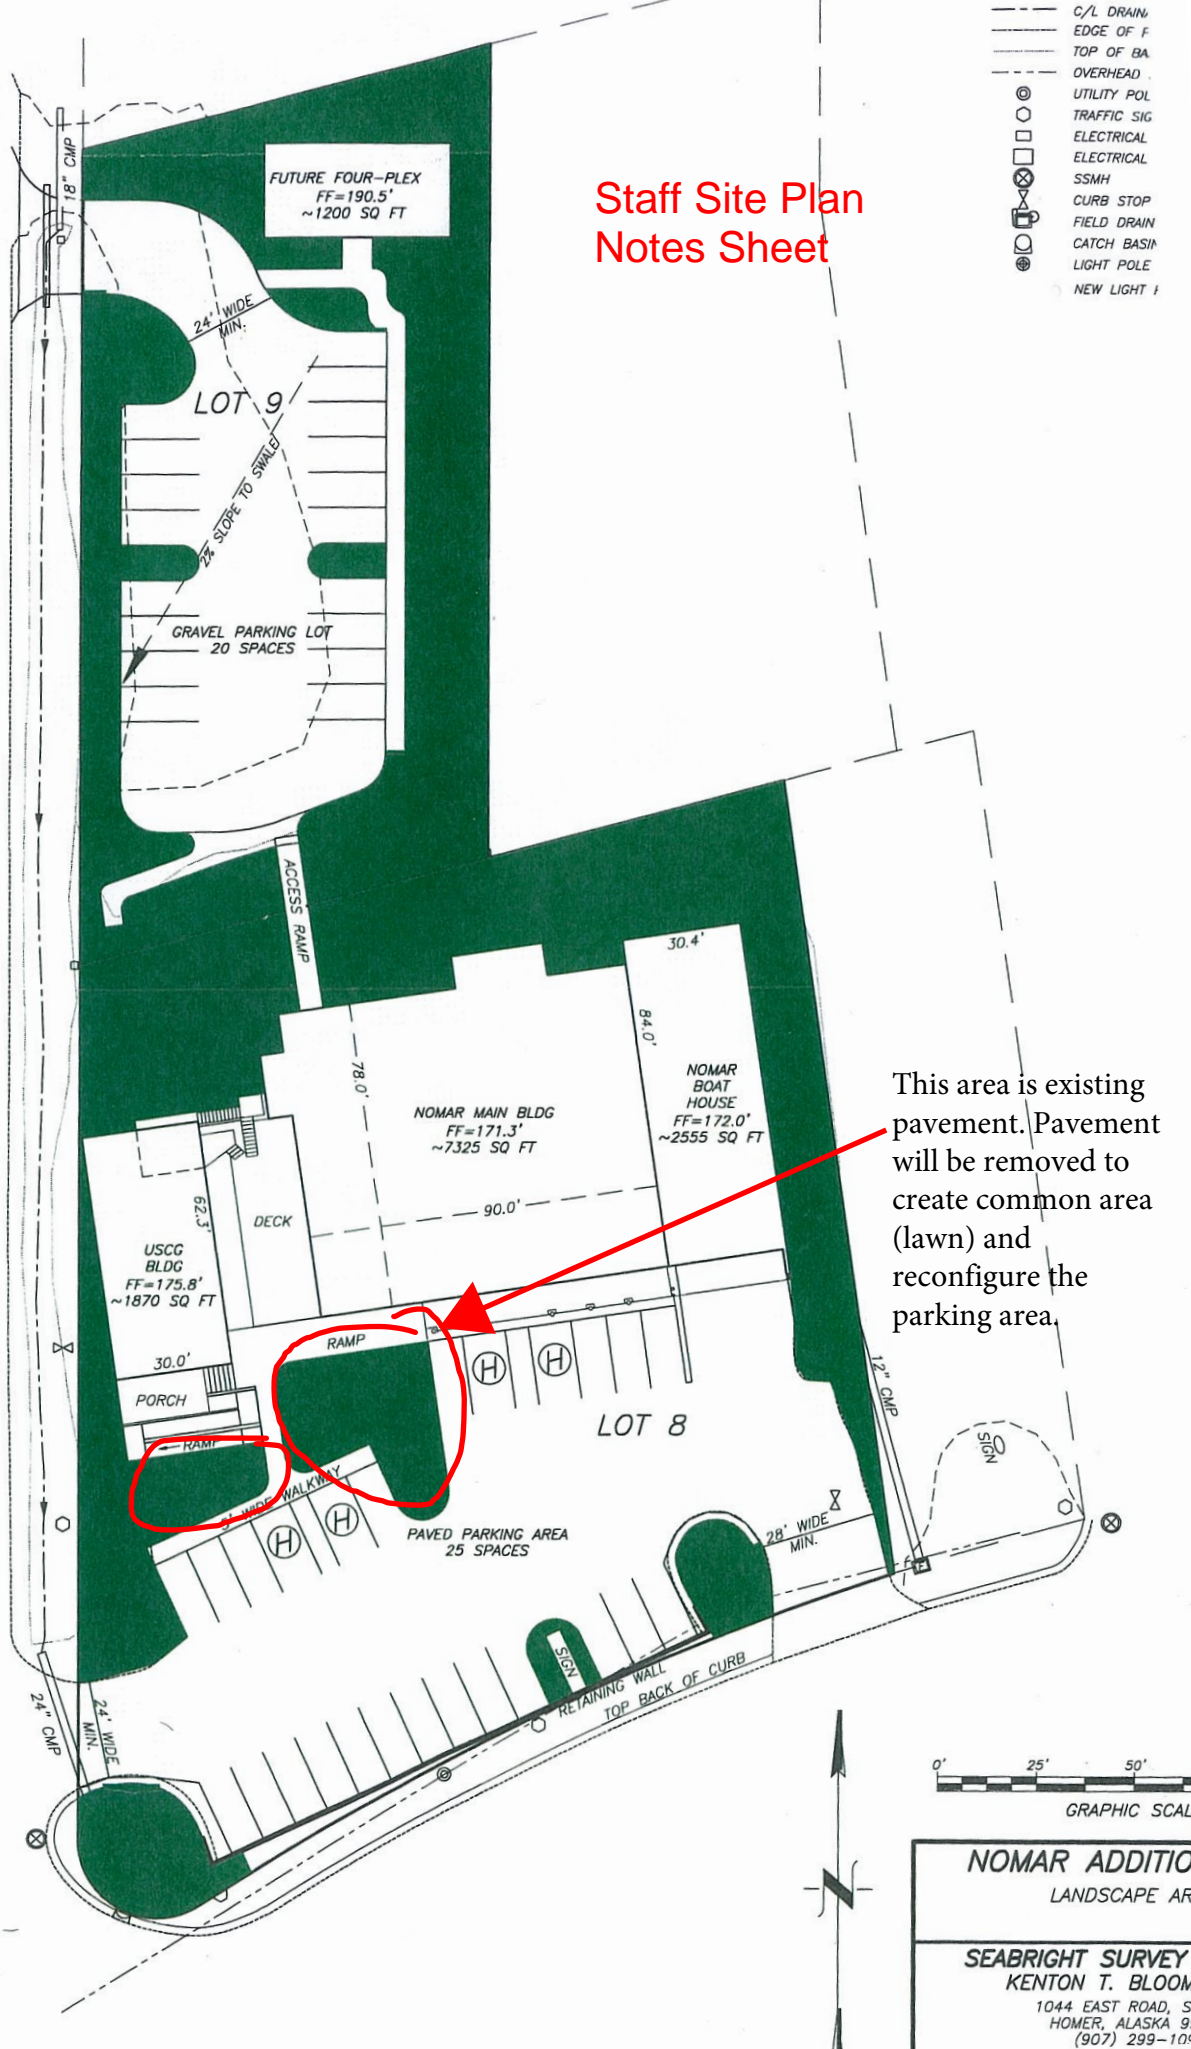 C/L DRAIN
EDGE OF
TOP OF BA
OVERHEAD
UTILITY POL
TRAFFIC SIG
ELECTRICAL
ELECTRICAL
SSMH
CURB STOP
FIELD DRAIN
CATCH BASIN
LIGHT POLE
NEW LIGHT
Staff Site Plan
Notes Sheet
18" CMP
FUTURE FOUR-PLEX
FF=190.5'
~1200 SQ FT
24' WIDE
MIN.
LOT 9
2% SLOPE TO SWALE
GRAVEL PARKING LOT
20 SPACES
ACCESS RAMP
30.4'
84.0'
78.0'
NOMAR
BOAT
HOUSE
FF=172.0'
~2555 SQ FT
NOMAR MAIN BLDG
FF=171.3'
~7325 SQ FT
90.0'
This area is existing
pavement. Pavement
will be removed to
create common area
(lawn) and
reconfigure the
parking area.
62.3'
DECK
USCG
BLDG
FF=175.8'
~1870 SQ FT
30.0'
PORCH
RAMP
RAMP
H
H
LOT 8
12" CMP
SIGN
5' WIDE WALKWAY
H
H
PAVED PARKING AREA
25 SPACES
28' WIDE
MIN.
SIGN
RETAINING WALL
TOP BACK OF CURB
24" CMP
24' WIDE
MIN.
N
0' 25' 50'
GRAPHIC SCAL
NOMAR ADDITIO
LANDSCAPE AR
SEABRIGHT SURVEY
KENTON T. BLOOM
1044 EAST ROAD, S
HOMER, ALASKA 9
(907) 299-10